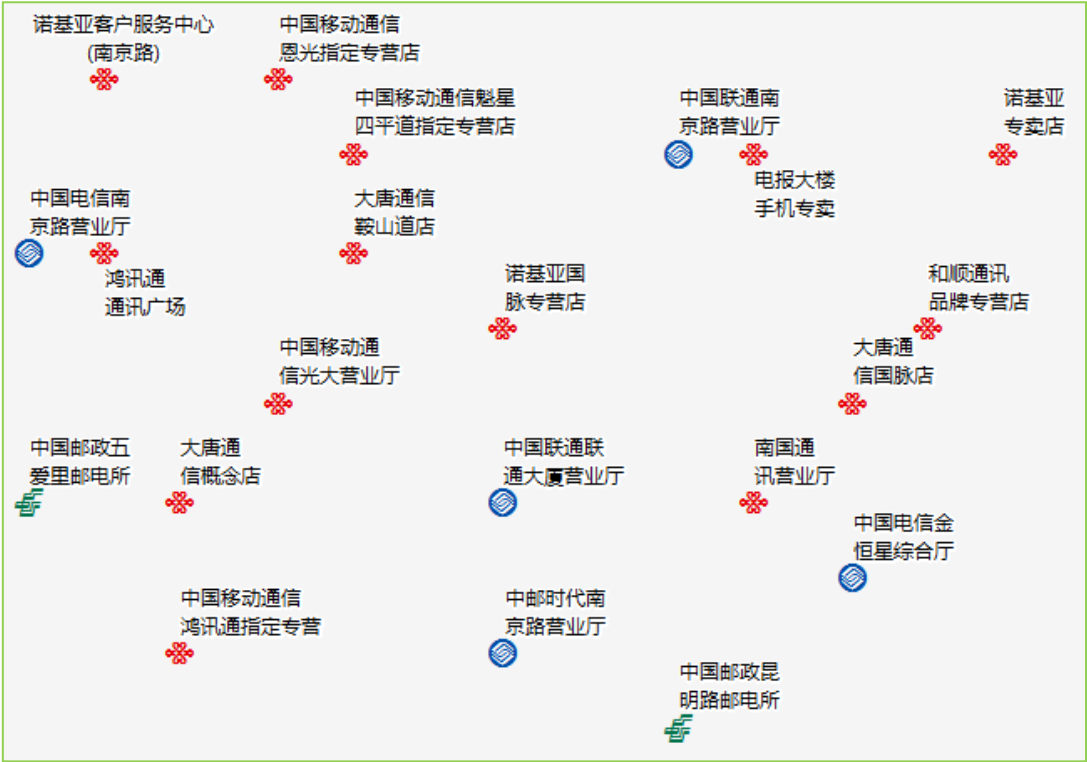 诺基亚客户服务中心
(南京路)
中国移动通信
恩光指定专营店
中国移动通信魁星
四平道指定专营店
中国联通南
京路营业厅
诺基亚
专卖店
电报大楼
手机专卖
中国电信南
京路营业厅
大唐通信
鞍山道店
鸿讯通
通讯广场
诺基亚国
脉专营店
和顺通讯
品牌专营店
中国移动通
信光大营业厅
大唐通
信国脉店
中国邮政五
爱里邮电所
大唐通
信概念店
中国联通联
通大厦营业厅
南国通
讯营业厅
中国电信金
恒星综合厅
中国移动通信
鸿讯通指定专营
中邮时代南
京路营业厅
中国邮政昆
明路邮电所